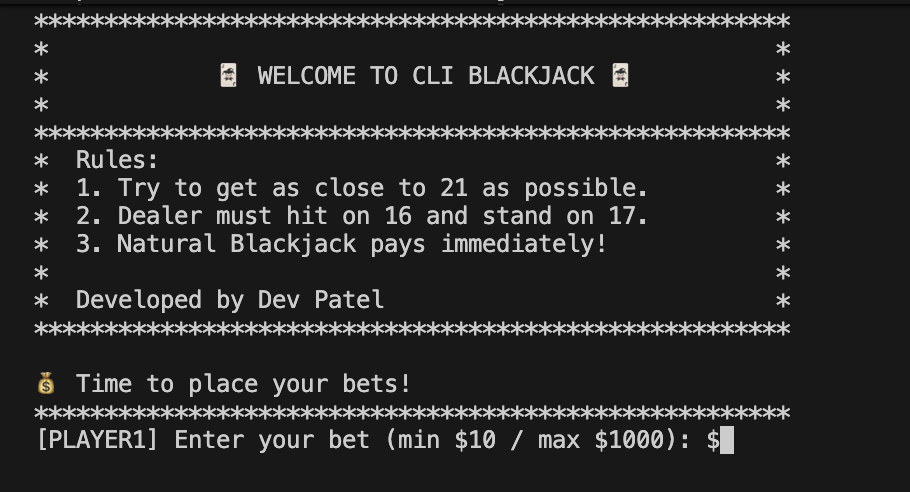 ******************************************************
*                                                    *
*            🃏 WELCOME TO CLI BLACKJACK 🃏           *
*                                                    *
******************************************************
*  Rules:                                            *
*  1. Try to get as close to 21 as possible.         *
*  2. Dealer must hit on 16 and stand on 17.         *
*  3. Natural Blackjack pays immediately!            *
*                                                    *
*  Developed by Dev Patel                            *
******************************************************
💰 Time to place your bets!
******************************************************
[PLAYER1] Enter your bet (min $10 / max $1000): $